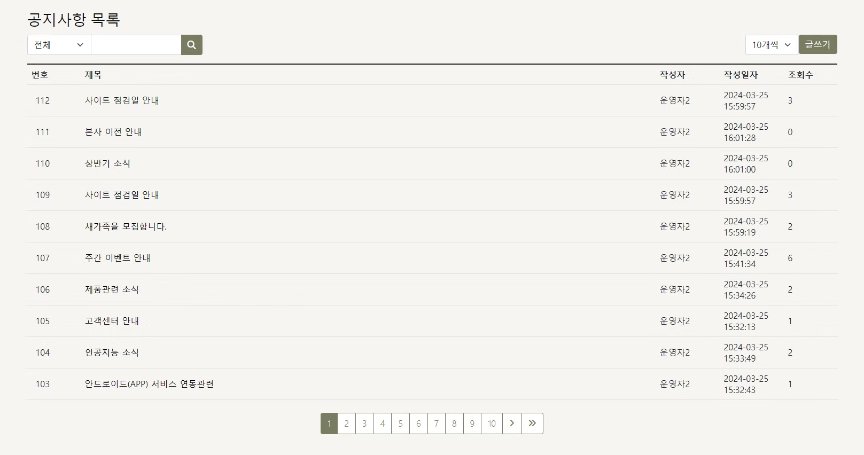 공지사항 목록
전체
10개씩 글쓰기
번호 제목 작성자 작성일자 조회수
112 사이트 점검일 안내 운영자2 2024-03-25 15:59:57 3
111 본사 이전 안내 운영자2 2024-03-25 16:01:28 0
110 상반기 소식 운영자2 2024-03-25 16:01:00 0
109 사이트 점검일 안내 운영자2 2024-03-25 15:59:57 3
108 새가족을 모집합니다. 운영자2 2024-03-25 15:59:19 2
107 주간 이벤트 안내 운영자2 2024-03-25 15:41:34 6
106 제품관련 소식 운영자2 2024-03-25 15:34:26 2
105 고객센터 안내 운영자2 2024-03-25 15:32:13 1
104 인공지능 소식 운영자2 2024-03-25 15:33:49 2
103 안드로이드(APP) 서비스 연동관련 운영자2 2024-03-25 15:32:43 1
1 2 3 4 5 6 7 8 9 10